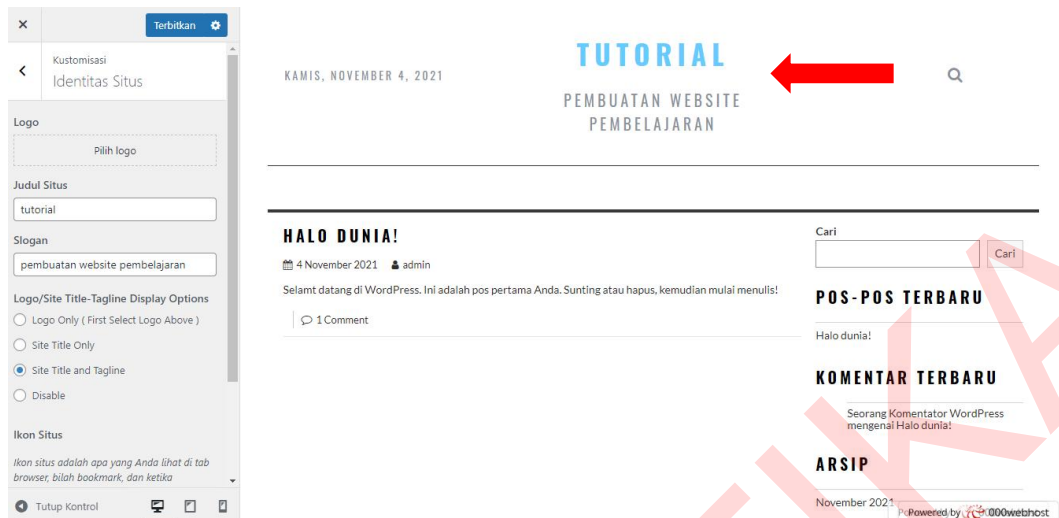 Terbitkan
Kustomisasi
Identitas Situs
Logo
Pilih logo
Judul Situs
tutorial
Slogan
pembuatan website pembelajaran
Logo/Site Title-Tagline Display Options
Logo Only ( First Select Logo Above )
Site Title Only
Site Title and Tagline
Disable
Ikon Situs
Ikon situs adalah apa yang Anda lihat di tab
browser, bilah bookmark, dan ketika
Tutup Kontrol
KAMIS, NOVEMBER 4, 2021
TUTORIAL
PEMBUATAN WEBSITE
PEMBELAJARAN
HALO DUNIA!
4 November 2021 admin
Selamt datang di WordPress. Ini adalah pos pertama Anda. Sunting atau hapus, kemudian mulai menulis!
1 Comment
Cari
Cari
POS-POS TERBARU
Halo dunia!
KOMENTAR TERBARU
Seorang Komentator WordPress
mengenai Halo dunia!
ARSIP
November 2021
Powered by 000webhost